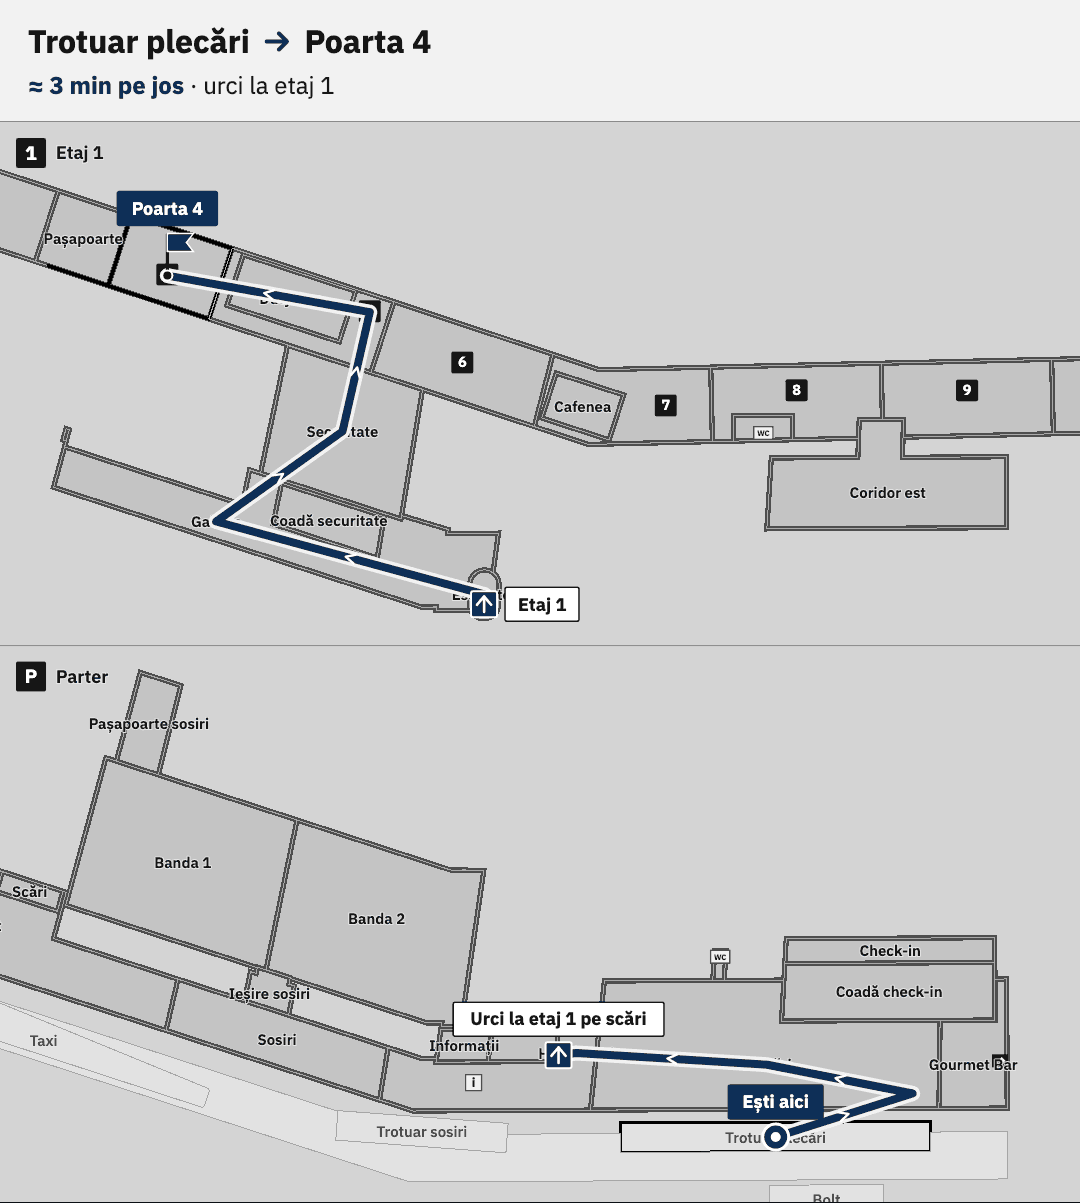 Trotuar plecări → Poarta 4
≈ 3 min pe jos · urci la etaj 1
1 Etaj 1
Poarta 4
Pașapoarte
6
Cafenea
7
8
9
wc
Coridor est
Coadă securitate
Etaj 1
P Parter
Pașapoarte sosiri
Banda 1
Scări
Banda 2
Check-in
wc
Coadă check-in
Ieșire sosiri
Urci la etaj 1 pe scări
Sosiri
Informații
Taxi
Gourmet Bar
i
Ești aici
Trotuar sosiri
Bolt